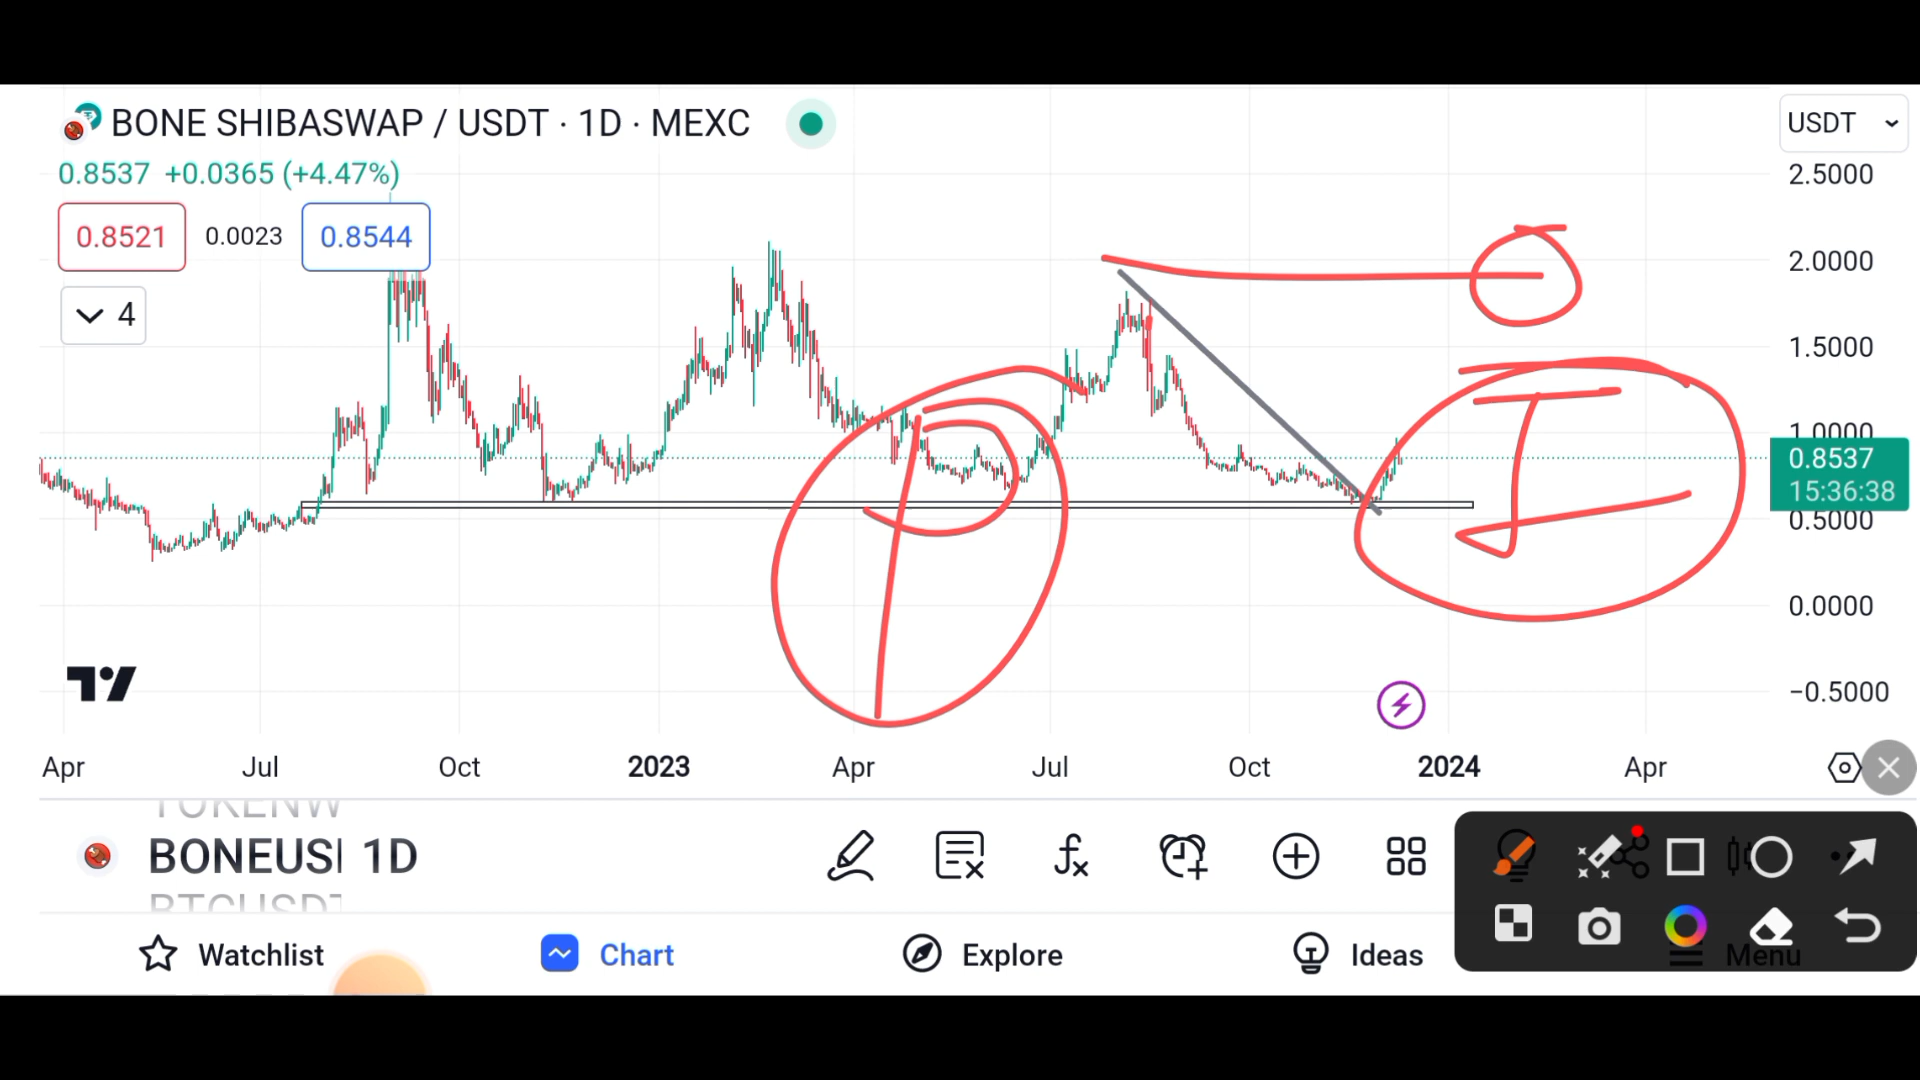 BONE SHIBASWAP / USDT · 1D · MEXC
USDT
0.8537 +0.0365 (+4.47%)
0.8521 0.0023 0.8544
4
2.5000
2.0000
1.5000
1.0000
0.8537
15:36:38
0.5000
0.0000
−0.5000
Apr Jul Oct 2023 Apr Jul Oct 2024 Apr
BONEUS 1D
Watchlist Chart Explore Ideas Menu